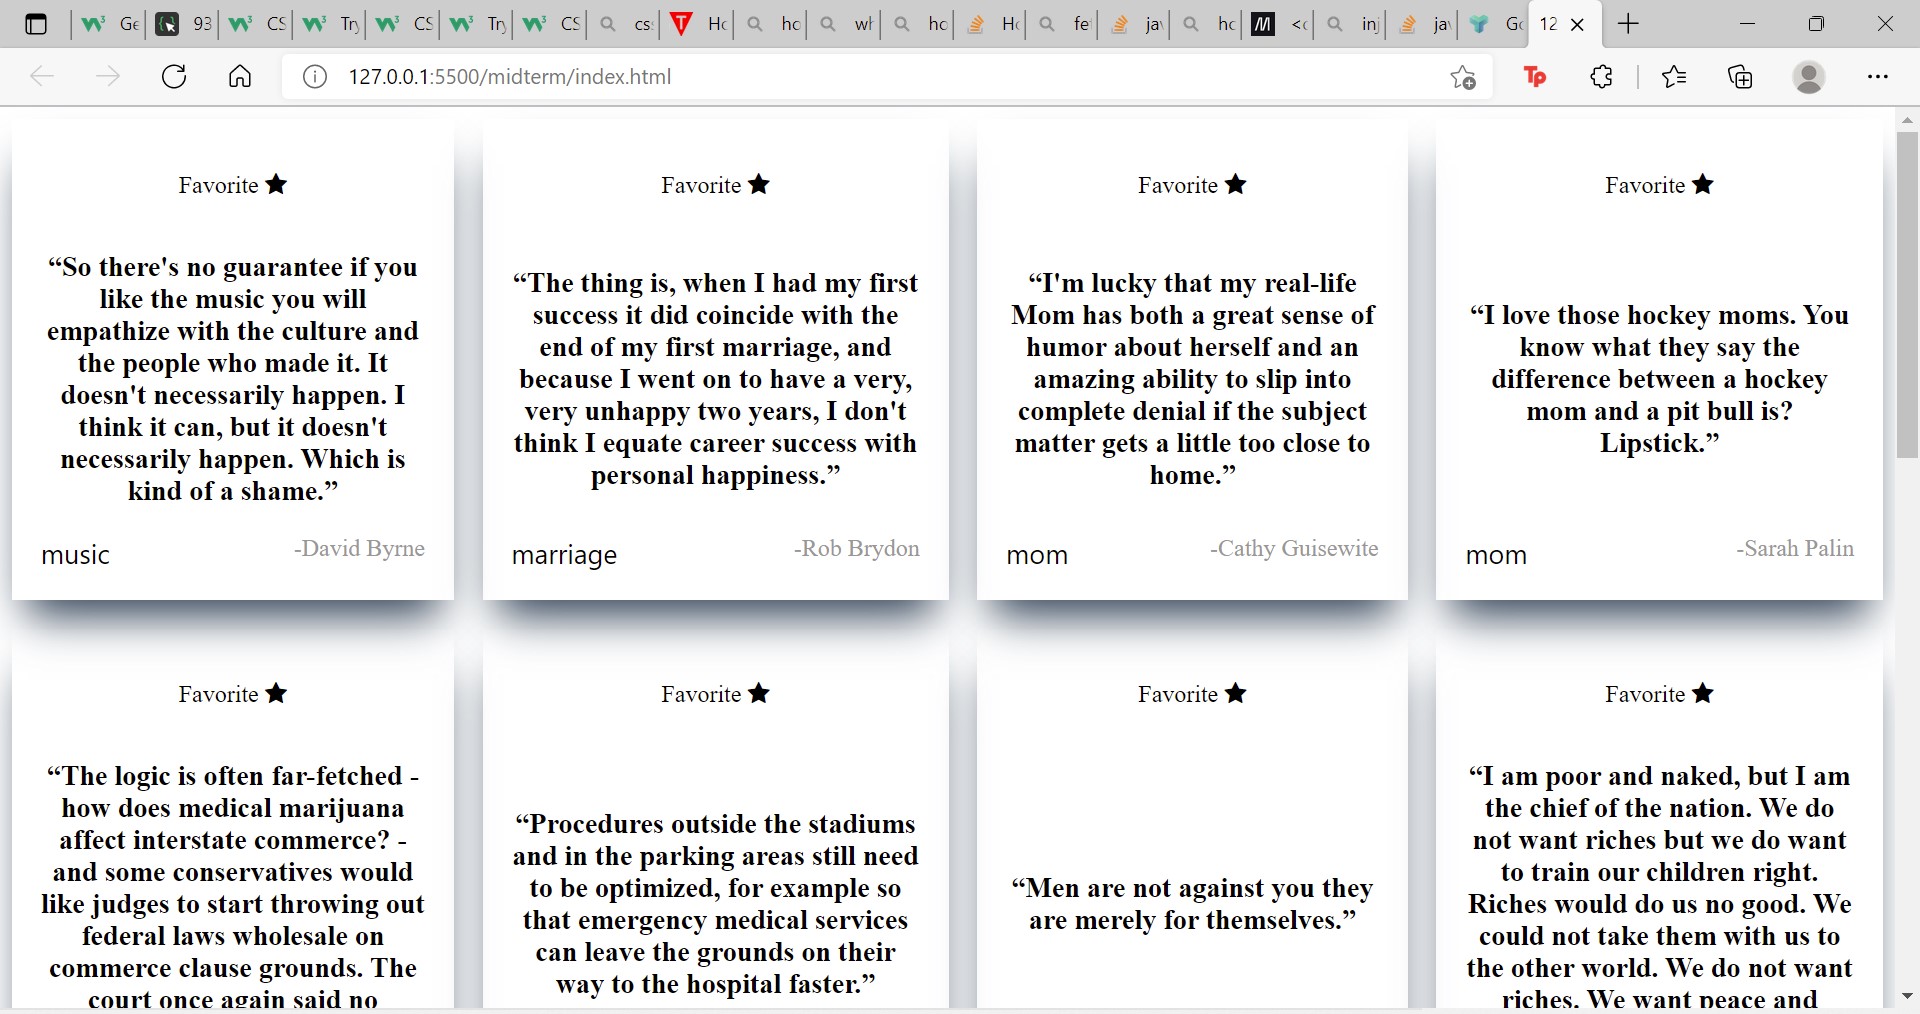 Ge 93 CS Try CS Try CS cs Ho ho wh ho Ho fe jav ho <c inj jav Go 12
127.0.0.1:5500/midterm/index.html
Favorite
“So there's no guarantee if you
like the music you will
empathize with the culture and
the people who made it. It
doesn't necessarily happen. I
think it can, but it doesn't
necessarily happen. Which is
kind of a shame.”
music
-David Byrne
Favorite
“The thing is, when I had my first
success it did coincide with the
end of my first marriage, and
because I went on to have a very,
very unhappy two years, I don't
think I equate career success with
personal happiness.”
marriage
-Rob Brydon
Favorite
“I'm lucky that my real-life
Mom has both a great sense of
humor about herself and an
amazing ability to slip into
complete denial if the subject
matter gets a little too close to
home.”
mom
-Cathy Guisewite
Favorite
“I love those hockey moms. You
know what they say the
difference between a hockey
mom and a pit bull is?
Lipstick.”
mom
-Sarah Palin
Favorite
“The logic is often far-fetched -
how does medical marijuana
affect interstate commerce? -
and some conservatives would
like judges to start throwing out
federal laws wholesale on
commerce clause grounds. The
court once again said no
Favorite
“Procedures outside the stadiums
and in the parking areas still need
to be optimized, for example so
that emergency medical services
can leave the grounds on their
way to the hospital faster.”
Favorite
“Men are not against you they
are merely for themselves.”
Favorite
“I am poor and naked, but I am
the chief of the nation. We do
not want riches but we do want
to train our children right.
Riches would do us no good. We
could not take them with us to
the other world. We do not want
riches. We want peace and